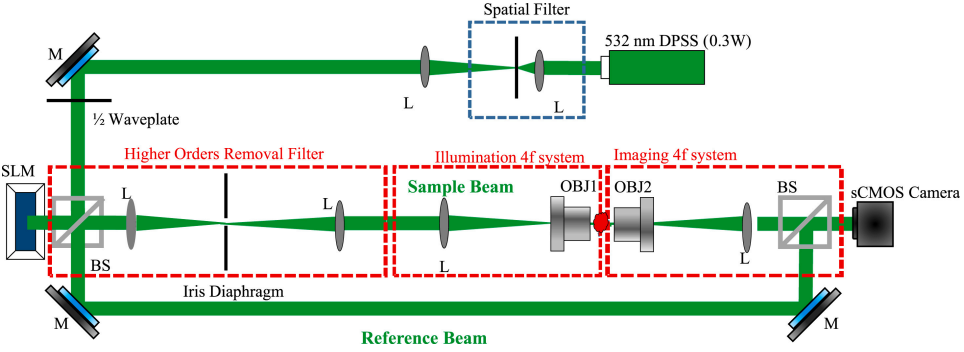 Spatial Filter
532 nm DPSS (0.3W)
M
L
L
½ Waveplate
Higher Orders Removal Filter
Illumination 4f system
Imaging 4f system
SLM
Sample Beam
OBJ1
OBJ2
BS
sCMOS Camera
L
L
BS
L
L
Iris Diaphragm
M
M
Reference Beam